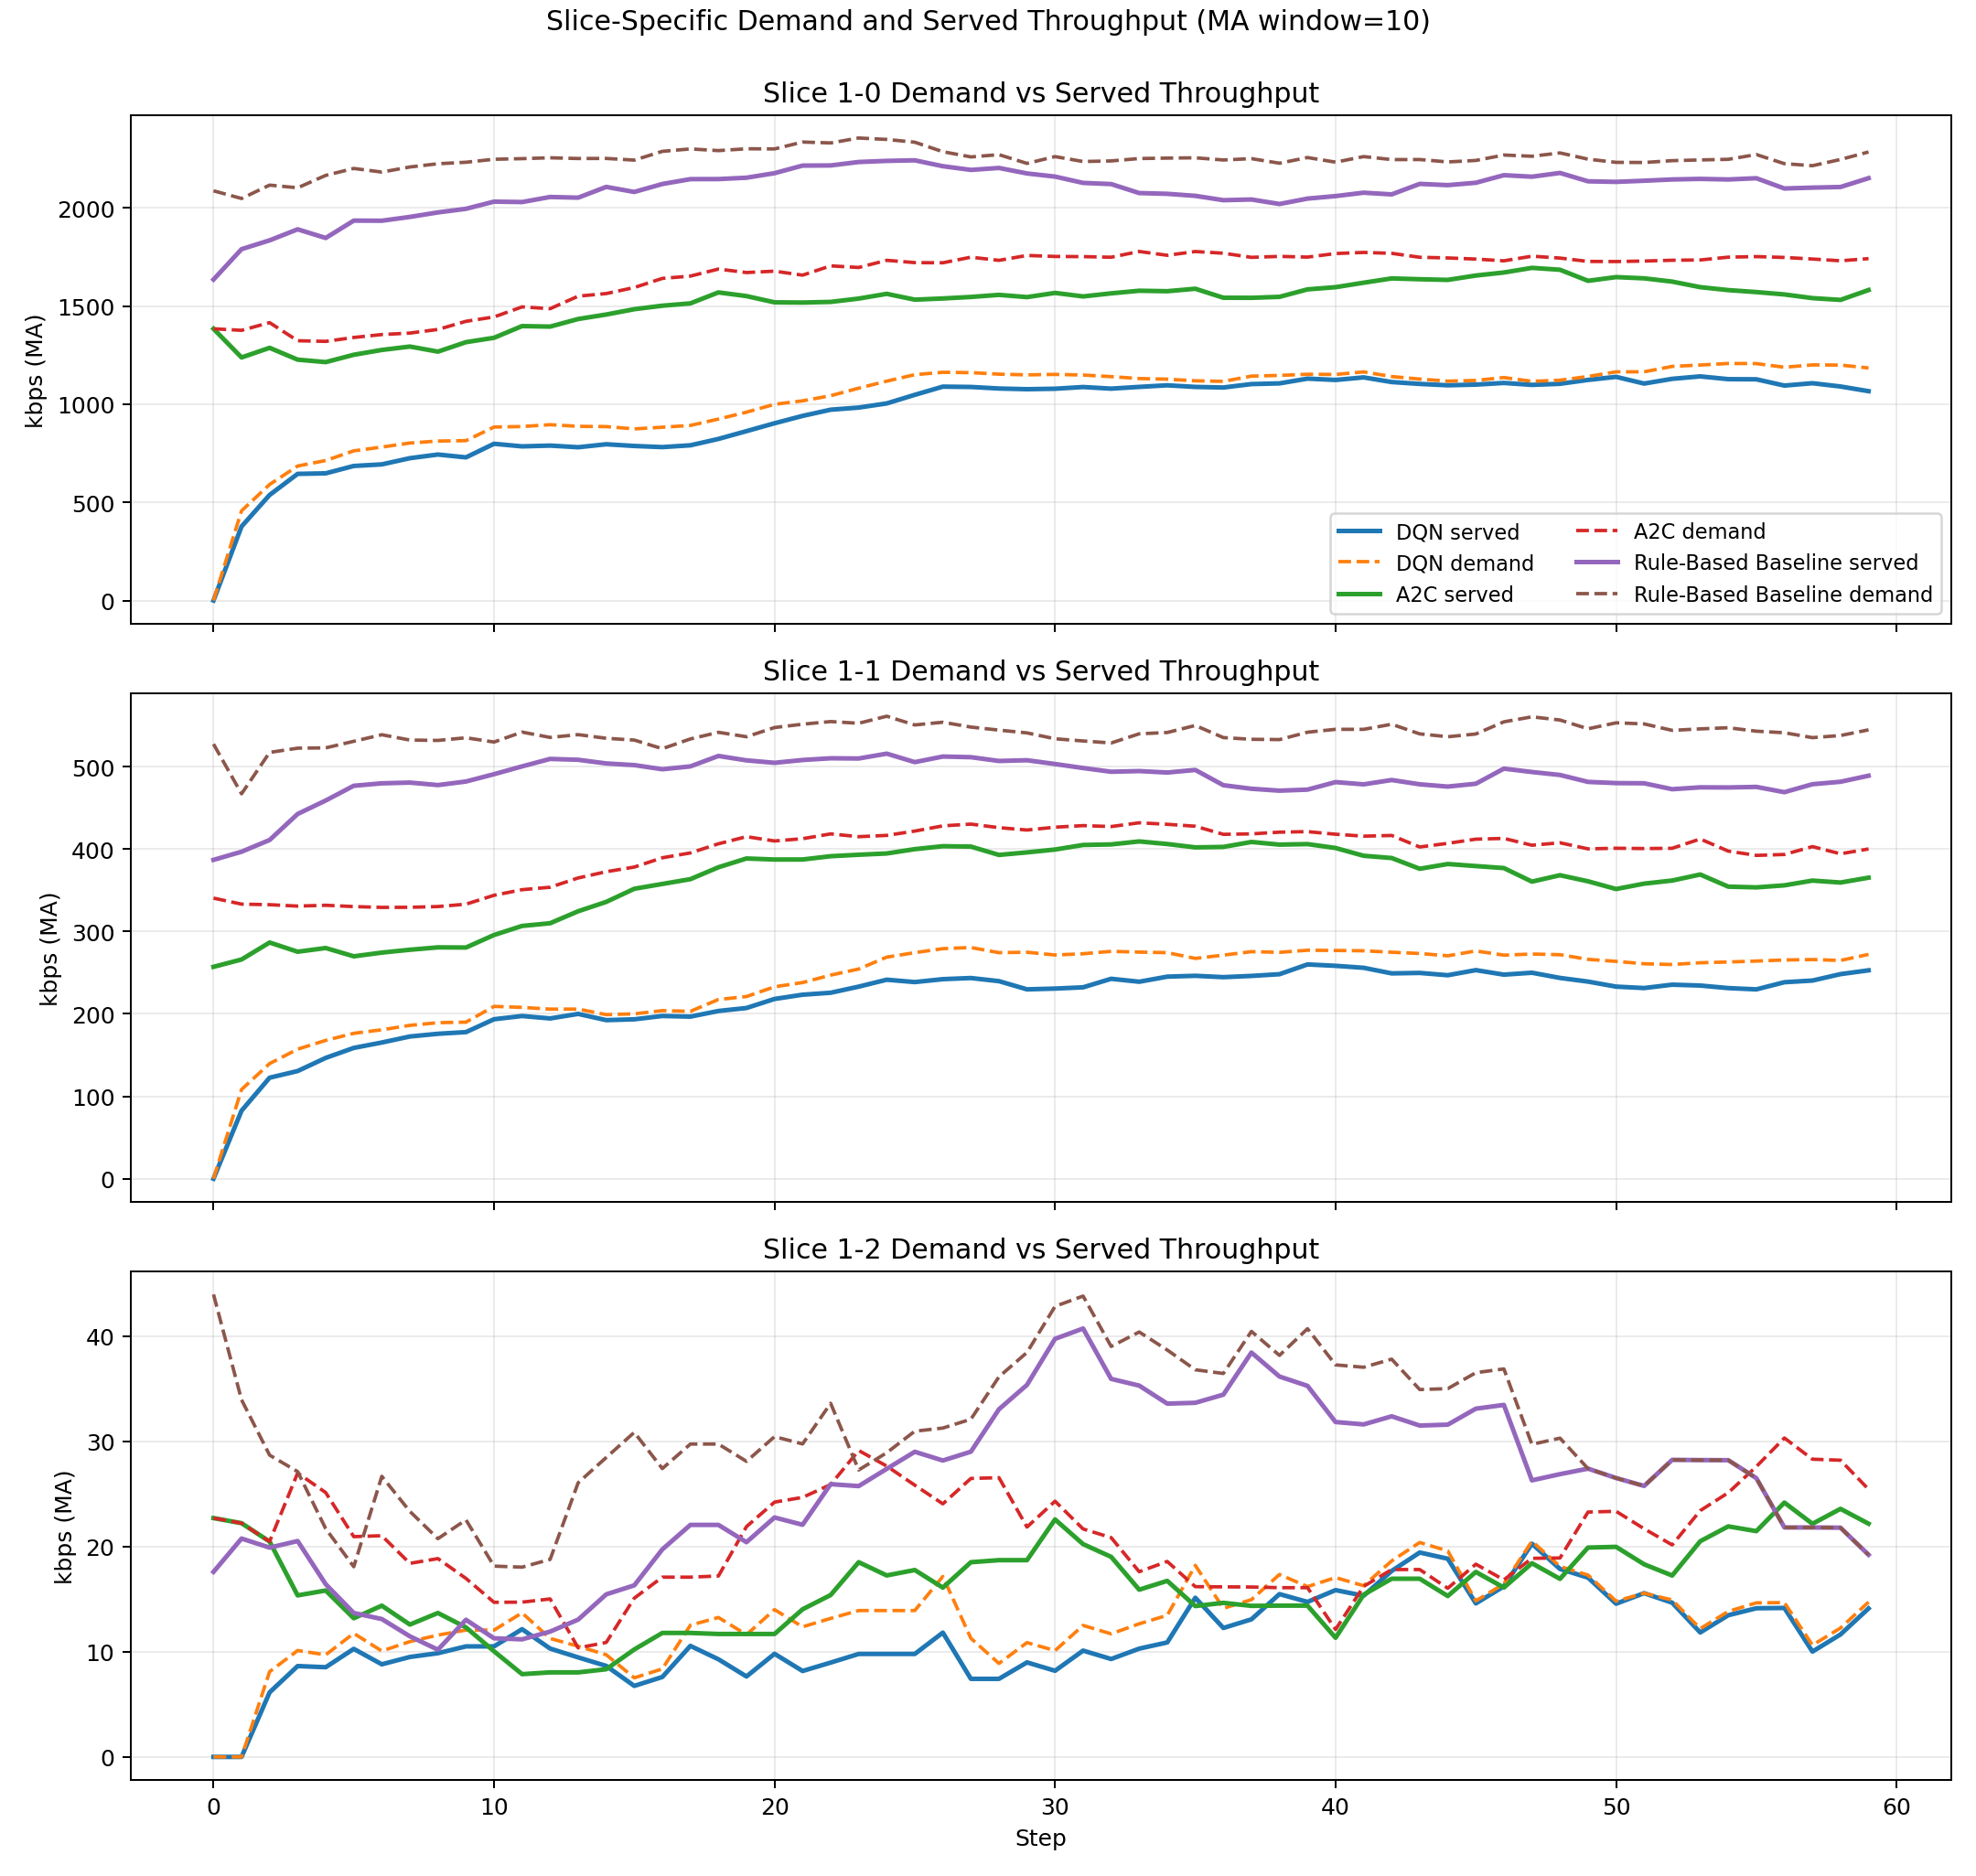 Slice-Specific Demand and Served Throughput (MA window=10)
Slice 1-0 Demand vs Served Throughput
kbps (MA)
2000
1500
1000
500
0
DQN served
DQN demand
A2C served
A2C demand
Rule-Based Baseline served
Rule-Based Baseline demand
Slice 1-1 Demand vs Served Throughput
kbps (MA)
500
400
300
200
100
0
Slice 1-2 Demand vs Served Throughput
kbps (MA)
40
30
20
10
0
0 10 20 30 40 50 60
Step